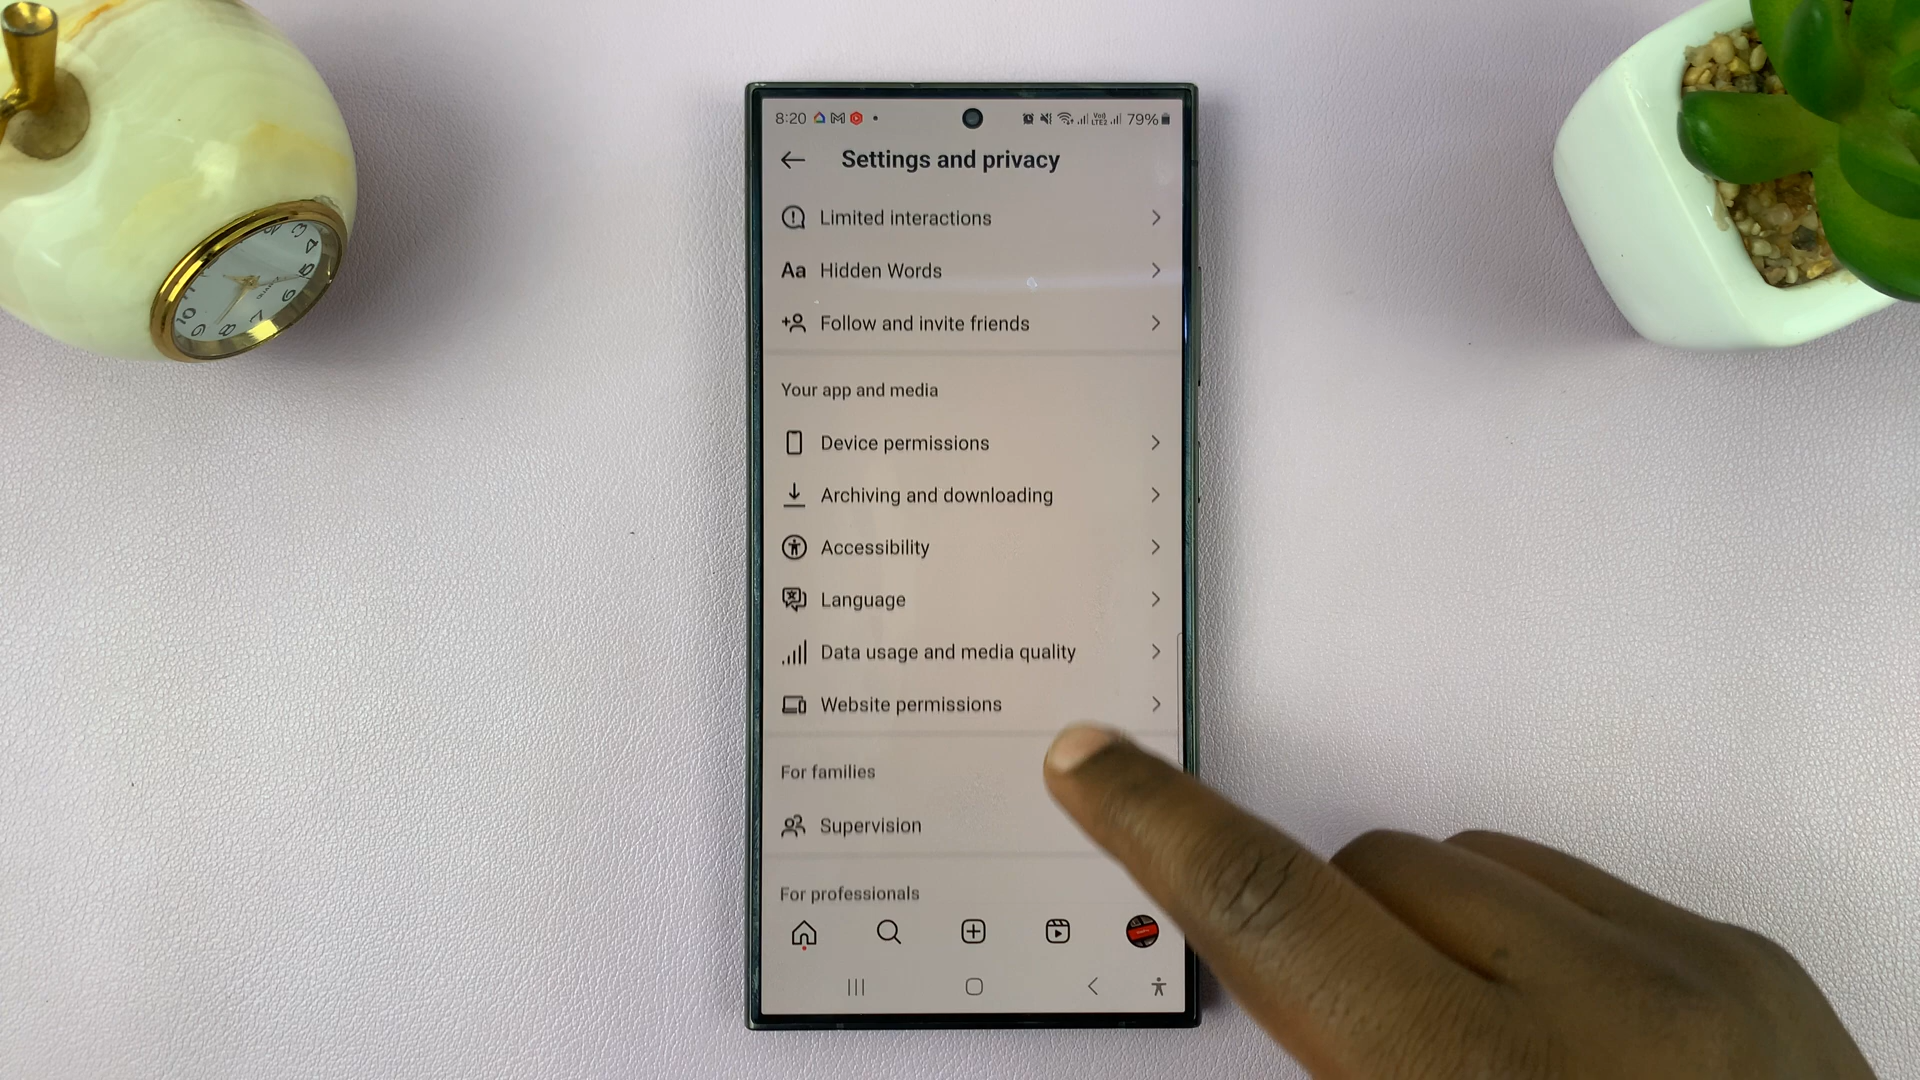 8:20 79%
Settings and privacy
Limited interactions
Aa Hidden Words
Follow and invite friends
Your app and media
Device permissions
Archiving and downloading
Accessibility
Language
Data usage and media quality
Website permissions
For families
Supervision
For professionals